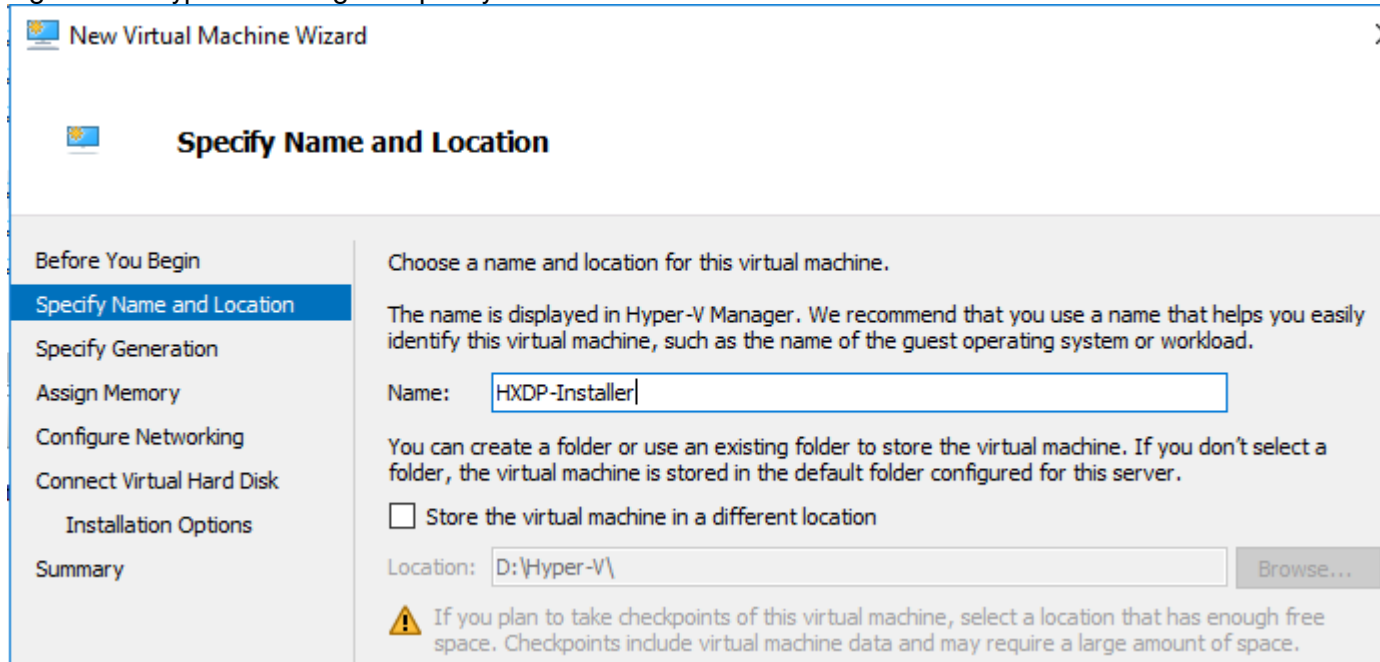 New Virtual Machine Wizard
Specify Name and Location
Before You Begin
Specify Name and Location
Specify Generation
Assign Memory
Configure Networking
Connect Virtual Hard Disk
Installation Options
Summary
Choose a name and location for this virtual machine.
The name is displayed in Hyper-V Manager. We recommend that you use a name that helps you easily
identify this virtual machine, such as the name of the guest operating system or workload.
Name: HXDP-Installer
You can create a folder or use an existing folder to store the virtual machine. If you don't select a
folder, the virtual machine is stored in the default folder configured for this server.
Store the virtual machine in a different location
Location: D:\Hyper-V\ Browse...
If you plan to take checkpoints of this virtual machine, select a location that has enough free
space. Checkpoints include virtual machine data and may require a large amount of space.